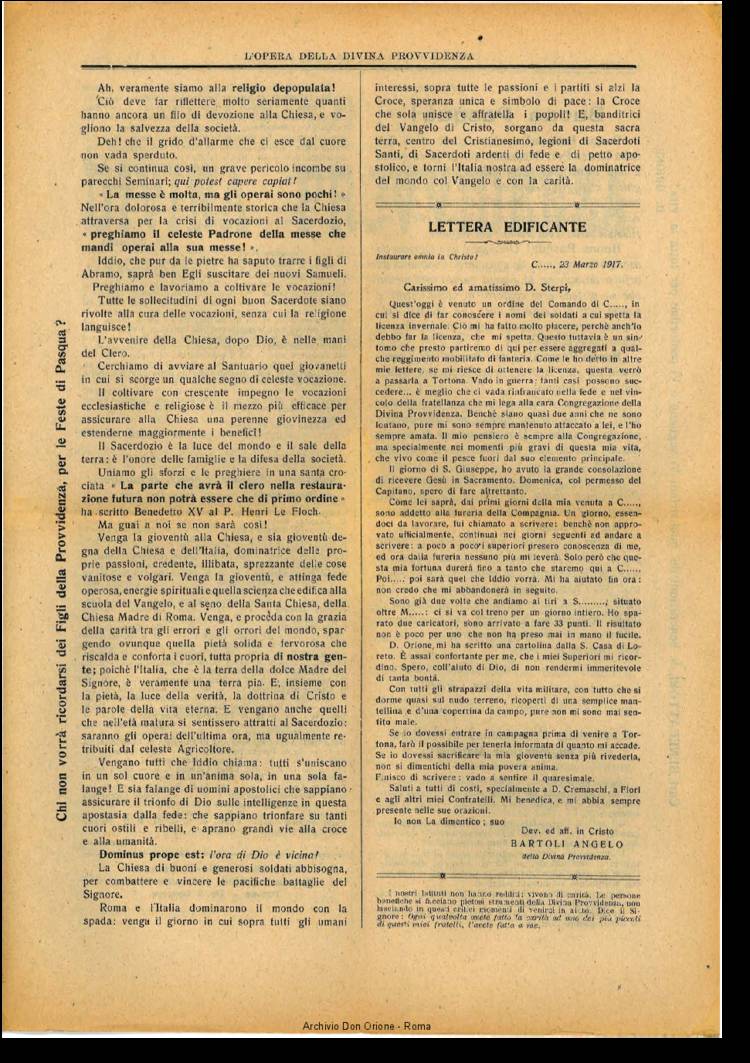 L'OPERA DELLA DIVINA PROVVIDENZA
Ah, veramente siamo alla religio depopulata!
Ciò deve far riflettere molto seriamente quanti
hanno ancora un filo di devozione alla Chiesa, e vo-
gliono la salvezza della società.
Deh! che il grido d'allarme che ci esce dal cuore
non vada sperduto.
Se si continua così, un grave pericolo incombe su
parecchi Seminari; qui potest capere capiat!
« La messe è molta, ma gli operai sono pochi! »
Nell'ora dolorosa e terribilmente storica che la Chiesa
attraversa per la crisi di vocazioni al Sacerdozio,
« preghiamo il celeste Padrone della messe che
mandi operai alla sua messe! ».
Iddio, che pur da le pietre ha saputo trarre i figli di
Abramo, saprà ben Egli suscitare dei nuovi Samueli.
Preghiamo e lavoriamo a coltivare le vocazioni!
Tutte le sollecitudini di ogni buon Sacerdote siano
rivolte alla cura delle vocazioni, senza cui la religione
languisce!
L'avvenire della Chiesa, dopo Dio, è nelle mani
del Clero.
Cerchiamo di avviare al Santuario quei giovanetti
in cui si scorge un qualche segno di celeste vocazione.
Il coltivare con crescente impegno le vocazioni
ecclesiastiche e religiose è il mezzo più efficace per
assicurare alla Chiesa una perenne giovinezza ed
estenderne maggiormente i benefici!
Il Sacerdozio è la luce del mondo e il sale della
terra: è l'onore delle famiglie e la difesa della società.
Uniamo gli sforzi e le preghiere in una santa cro-
ciata « La parte che avrà il clero nella restaura-
zione futura non potrà essere che di primo ordine »
ha scritto Benedetto XV al P. Henri Le Floch.
Ma guai a noi se non sarà così!
Venga la gioventù alla Chiesa, e sia gioventù de-
gna della Chiesa e dell'Italia, dominatrice delle pro-
prie passioni, credente, illibata, sprezzante delle cose
vanitose e volgari. Venga la gioventù, e attinga fede
operosa, energie spirituali e quella scienza che edifica alla
scuola del Vangelo, e al seno della Santa Chiesa, della
Chiesa Madre di Roma. Venga, e proceda con la grazia
della carità tra gli errori e gli orrori del mondo, spar-
gendo ovunque quella pietà solida e fervorosa che
riscalda e conforta i cuori, tutta propria di nostra gen-
te; poichè l'Italia, che è la terra della dolce Madre del
Signore, è veramente una terra pia. E, insieme con
la pietà, la luce della verità, la dottrina di Cristo e
le parole della vita eterna. E vengano anche quelli
che nell'età matura si sentissero attratti al Sacerdozio:
saranno gli operai dell'ultima ora, ma ugualmente re-
tribuiti dal celeste Agricoltore.
Vengano tutti che Iddio chiama: tutti s'uniscano
in un sol cuore e in un'anima sola, in una sola fa-
lange! E sia falange di uomini apostolici che sappiano
assicurare il trionfo di Dio sulle intelligenze in questa
apostasia dalla fede: che sappiano trionfare su tanti
cuori ostili e ribelli, e aprano grandi vie alla croce
e alla umanità.
Dominus prope est: l'ora di Dio è vicina!
La Chiesa di buoni e generosi soldati abbisogna,
per combattere e vincere le pacifiche battaglie del
Signore.
Roma e l'Italia dominarono il mondo con la
spada: venga il giorno in cui sopra tutti gli umani
interessi, sopra tutte le passioni e i partiti si alzi la
Croce, speranza unica e simbolo di pace: la Croce
che sola unisce e affratella i popoli! E, banditrici
del Vangelo di Cristo, sorgano da questa sacra
terra, centro del Cristianesimo, legioni di Sacerdoti
Santi, di Sacerdoti ardenti di fede e di petto apo-
stolico, e torni l'Italia nostra ad essere la dominatrice
del mondo col Vangelo e con la carità.
LETTERA EDIFICANTE
Instaurare omnia in Christo!
C....., 23 Marzo 1917.
Carissimo ed amatissimo D. Sterpi,
Quest'oggi è venuto un ordine del Comando di C....., in
cui si dice di far conoscere i nomi dei soldati a cui spetta la
licenza invernale. Ciò mi ha fatto molto piacere, perchè anch'io
debbo far la licenza, che mi spetta. Questo tuttavia è un sin-
tomo che presto partiremo di qui per essere aggregati a qual-
che reggimento mobilitato di fanteria. Come le ho detto in altre
mie lettere, se mi riesce di ottenere la licenza, questa verrò
a passarla a Tortona. Vado in guerra: tanti casi possono suc-
cedere... è meglio che ci vada rinfrancato nella fede e nel vin-
colo della fratellanza che mi lega alla cara Congregazione della
Divina Provvidenza. Benchè siano quasi due anni che ne sono
lontano, pure mi sono sempre mantenuto attaccato a lei, e l'ho
sempre amata. Il mio pensiero è sempre alla Congregazione,
ma specialmente nei momenti più gravi di questa mia vita,
che vivo come il pesce fuori dal suo elemento principale.
Il giorno di S. Giuseppe, ho avuto la grande consolazione
di ricevere Gesù in Sacramento. Domenica, col permesso del
Capitano, spero di fare altrettanto.
Come lei saprà, dai primi giorni della mia venuta a C.....,
sono addetto alla fureria della Compagnia. Un giorno, essen-
doci da lavorare, fui chiamato a scrivere: benchè non appro-
vato ufficialmente, continuai nei giorni seguenti ad andare a
scrivere: a poco a poco i superiori presero conoscenza di me,
ed ora dalla fureria nessuno più mi leverà. Solo però che que-
sta mia fortuna durerà fino a tanto che staremo qui a C.....,
Poi..... poi sarà quel che Iddio vorrà. Mi ha aiutato fin ora:
non credo che mi abbandonerà in seguito.
Sono già due volte che andiamo ai tiri a S........., situato
oltre M.....: ci si va col treno per un giorno intiero. Ho spa-
rato due caricatori, sono arrivato a fare 33 punti. Il risultato
non è poco per uno che non ha preso mai in mano il fucile.
D. Orione, mi ha scritto una cartolina dalla S. Casa di Lo-
reto. È assai confortante per me, che i miei Superiori mi ricor-
dino. Spero, coll'aiuto di Dio, di non rendermi immeritevole
di tanta bontà.
Con tutti gli strapazzi della vita militare, con tutto che si
dorme quasi sul nudo terreno, ricoperti di una semplice man-
tellina e d'una copertina da campo, pure non mi sono mai sen-
tito male.
Se io dovessi entrare in campagna prima di venire a Tor-
tona, farò il possibile per tenerla informata di quanto mi accade.
Se io dovessi sacrificare la mia gioventù senza più rivederla,
non si dimentichi della mia povera anima.
Finisco di scrivere: vado a sentire il quaresimale.
Saluti a tutti di costì, specialmente a D. Cremaschi, a Fiori
e agli altri miei Confratelli. Mi benedica, e mi abbia sempre
presente nelle sue orazioni.
Io non La dimentico; suo
Dev. ed aff. in Cristo
BARTOLI ANGELO
della Divina Provvidenza.
I nostri Istituti non hanno redditi: vivono di carità. Le persone
benefiche si facciano pietosi strumenti della Divina Provvidenza, non
lasciando in questi critici momenti di venirci in aiuto. Dice il Si-
gnore: Ogni qualvolta avete fatto la carità ad uno dei più piccoli
di questi miei fratelli, l'avete fatta a me.
Chi non vorrà ricordarsi dei Figli della Provvidenza, per le Feste di Pasqua?
Archivio Don Orione - Roma